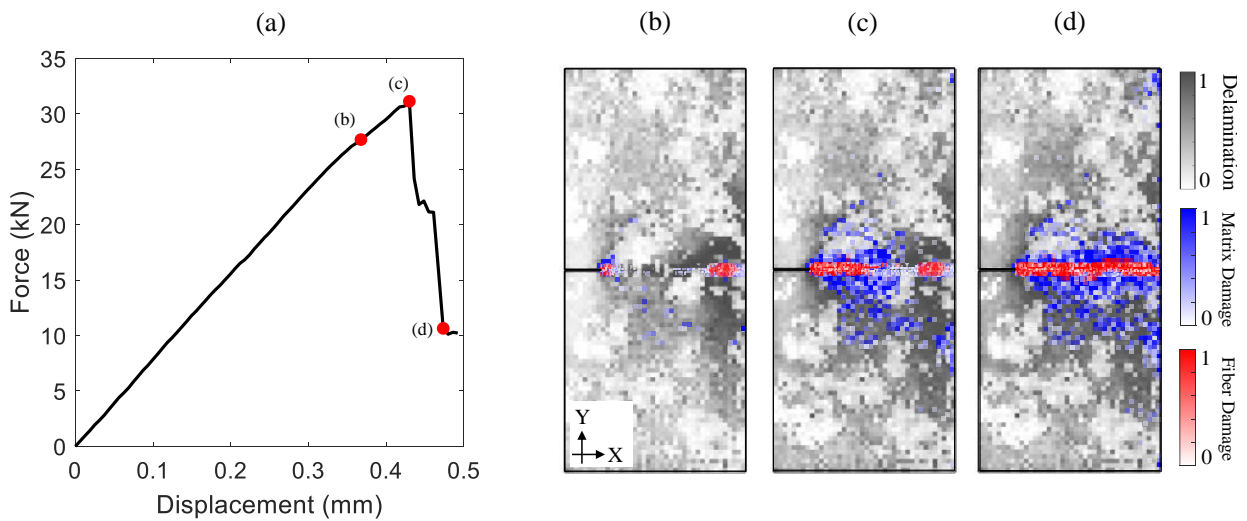 (a)
(b)
(c)
(d)
35
30
25
20
15
10
5
0
Force (kN)
0
0.1
0.2
0.3
0.4
0.5
Displacement (mm)
(b)
(c)
(d)
Y
X
1
0
Delamination
1
0
Matrix Damage
1
0
Fiber Damage